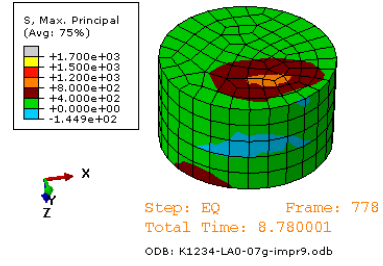 S, Max. Principal
(Avg: 75%)
+1.700e+03
+1.500e+03
+1.200e+03
+8.000e+02
+4.000e+02
+0.000e+00
-1.449e+02
X
Y
Z
Step: EQ Frame: 778
Total Time: 8.780001
ODB: K1234-LA0-07g-impr9.odb